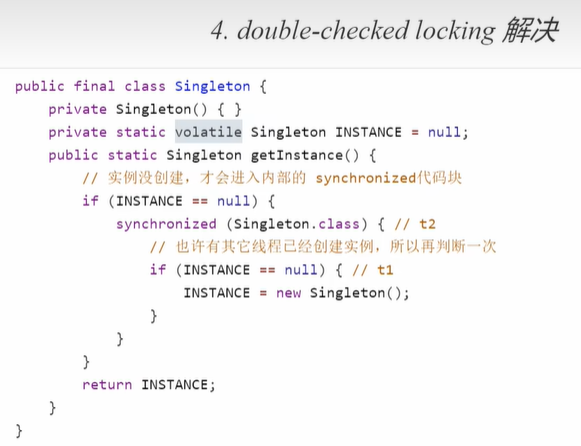 4. double-checked locking 解决
public final class Singleton {
    private Singleton() { }
    private static volatile Singleton INSTANCE = null;
    public static Singleton getInstance() {
        // 实例没创建，才会进入内部的 synchronized代码块
        if (INSTANCE == null) {
            synchronized (Singleton.class) { // t2
                // 也许有其它线程已经创建实例，所以再判断一次
                if (INSTANCE == null) { // t1
                    INSTANCE = new Singleton();
                }
            }
        }
        return INSTANCE;
    }
}